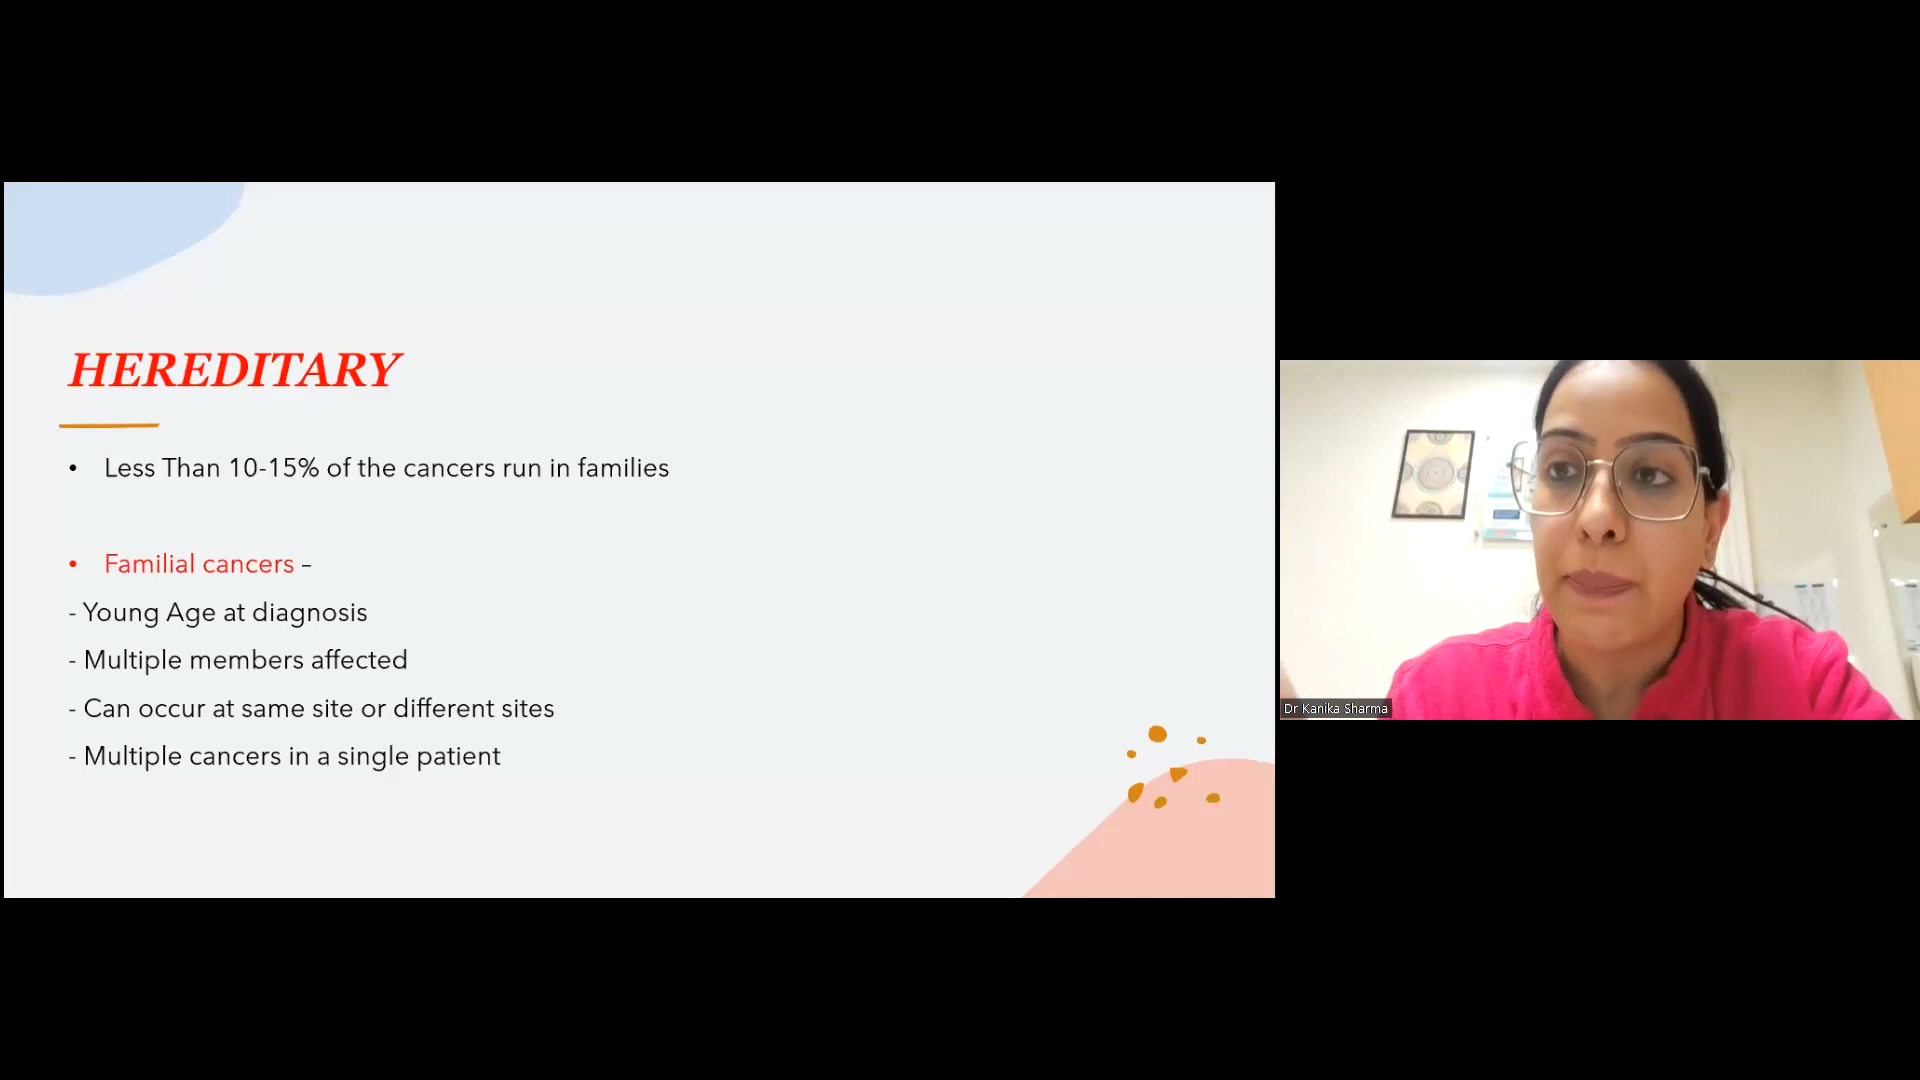 HEREDITARY
• Less Than 10-15% of the cancers run in families
• Familial cancers –
- Young Age at diagnosis
- Multiple members affected
- Can occur at same site or different sites
- Multiple cancers in a single patient
Dr Kanika Sharma